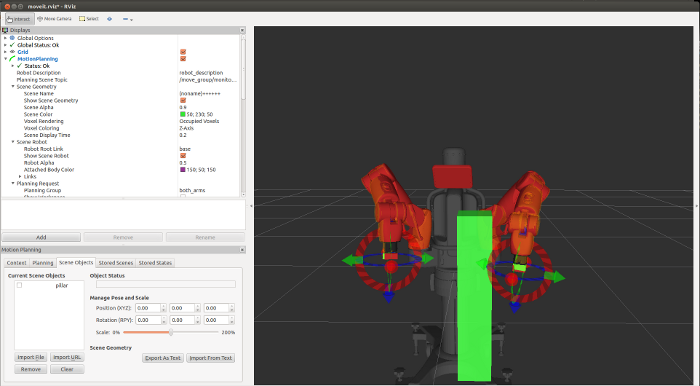 moveit.rviz* - RViz
Interact Move Camera Select
Displays
Global Options
Global Status: Ok
Grid
MotionPlanning
Status: Ok
Robot Description robot_description
Planning Scene Topic /move_group/monito...
Scene Geometry
Scene Name (noname)++++++
Show Scene Geometry
Scene Alpha 0.9
Scene Color 50; 230; 50
Voxel Rendering Occupied Voxels
Voxel Coloring Z-Axis
Scene Display Time 0.2
Scene Robot
Robot Root Link base
Show Scene Robot
Robot Alpha 0.5
Attached Body Color 150; 50; 150
Links
Planning Request
Planning Group both_arms
Add Remove Rename
Motion Planning
Context Planning Scene Objects Stored Scenes Stored States
Current Scene Objects Object Status
pillar
Manage Pose and Scale
Position (XYZ): 0.00 0.00 0.00
Rotation (RPY): 0.00 0.00 0.00
Scale: 0% 200%
Scene Geometry
Import File Import URL Export As Text Import From Text
Remove Clear